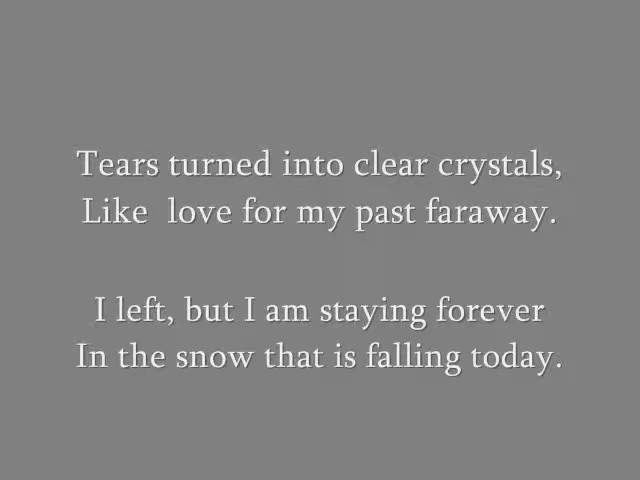 Tears turned into clear crystals,
Like  love for my past faraway.
I left, but I am staying forever
In the snow that is falling today.